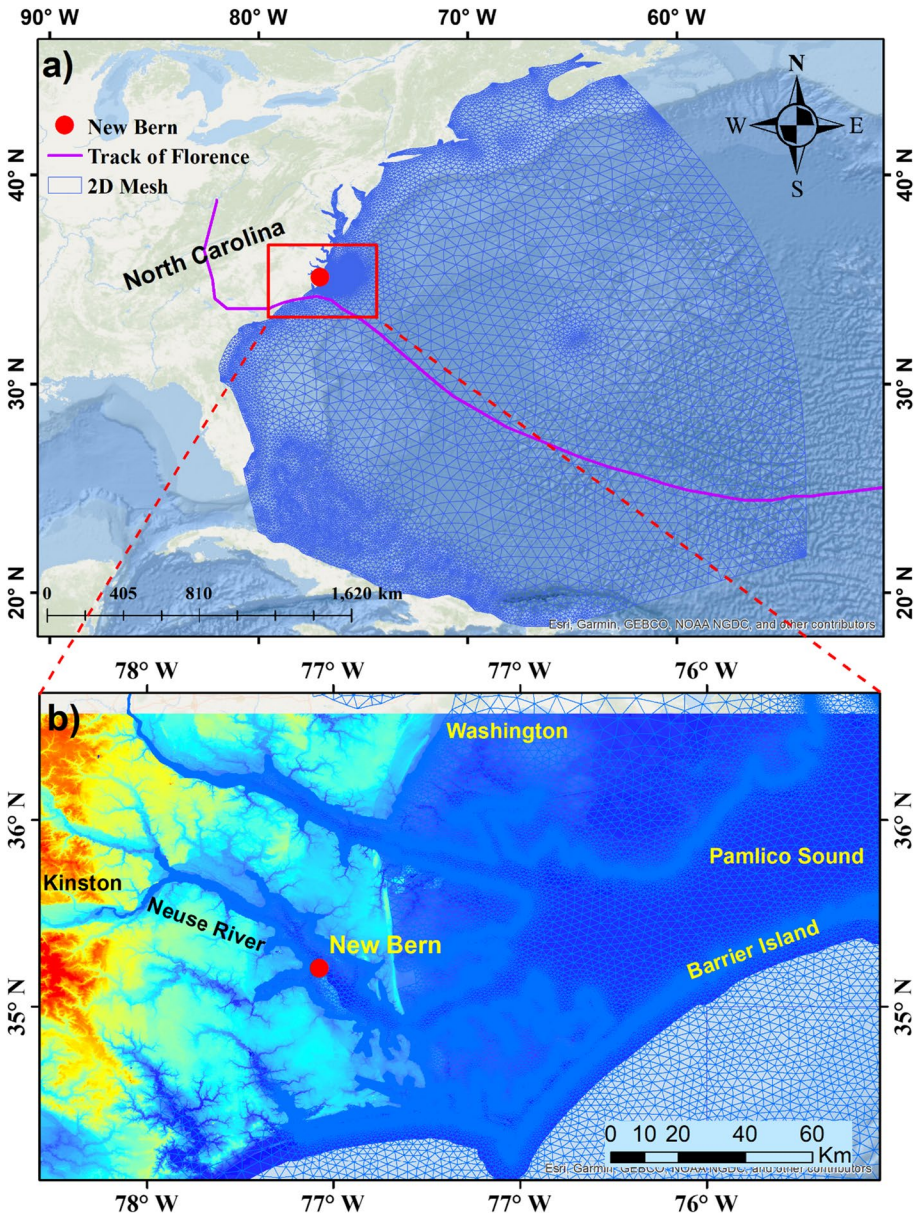 90° W 80° W 70° W 60° W
a)
N
W E
S
New Bern
Track of Florence
2D Mesh
40° N
North Carolina
30° N
20° N
0 405 810 1,620 km
Esri, Garmin, GEBCO, NOAA NGDC, and other contributors
78° W 77° W 77° W 76° W
b)
Washington
36° N 36° N
Pamlico Sound
Kinston
Neuse River
New Bern
Barrier Island
35° N 35° N
0 10 20 40 60
Km
Esri, Garmin, GEBCO, NOAA NGDC, and other contributors
78° W 77° W 77° W 76° W